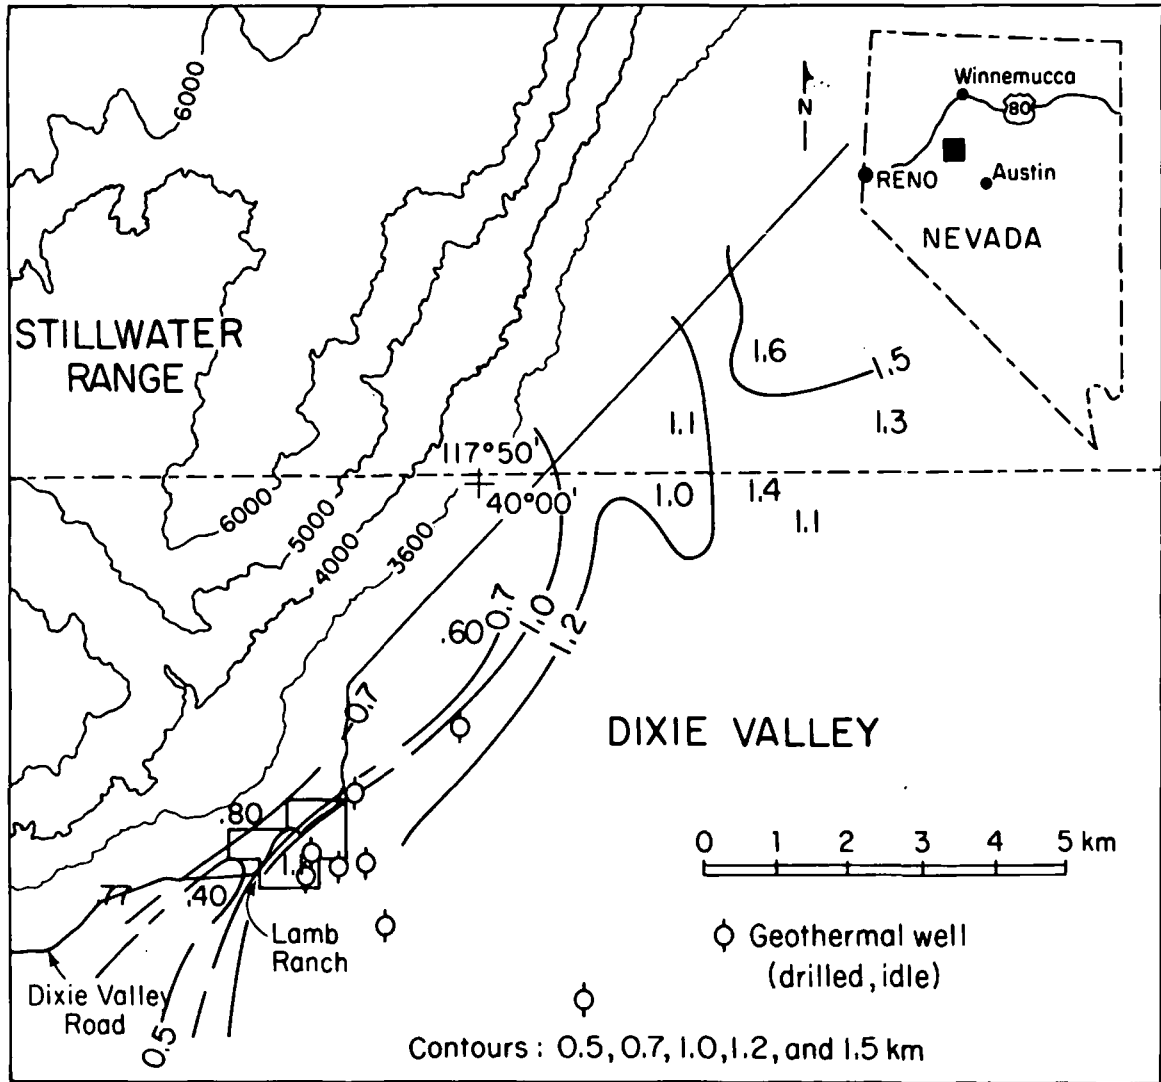 6000
N
Winnemucca
80
RENO
Austin
NEVADA
STILLWATER
RANGE
1.6
1.5
1.1
1.3
117°50'
40°00'
1.0
1.4
1.1
6000
5000
4000
3600
.60
0.7
1.0
1.2
0.7
DIXIE VALLEY
.80
.77
.40
Lamb
Ranch
Dixie Valley
Road
0.5
0 1 2 3 4 5 km
Geothermal well
(drilled, idle)
Contours : 0.5, 0.7, 1.0, 1.2, and 1.5 km